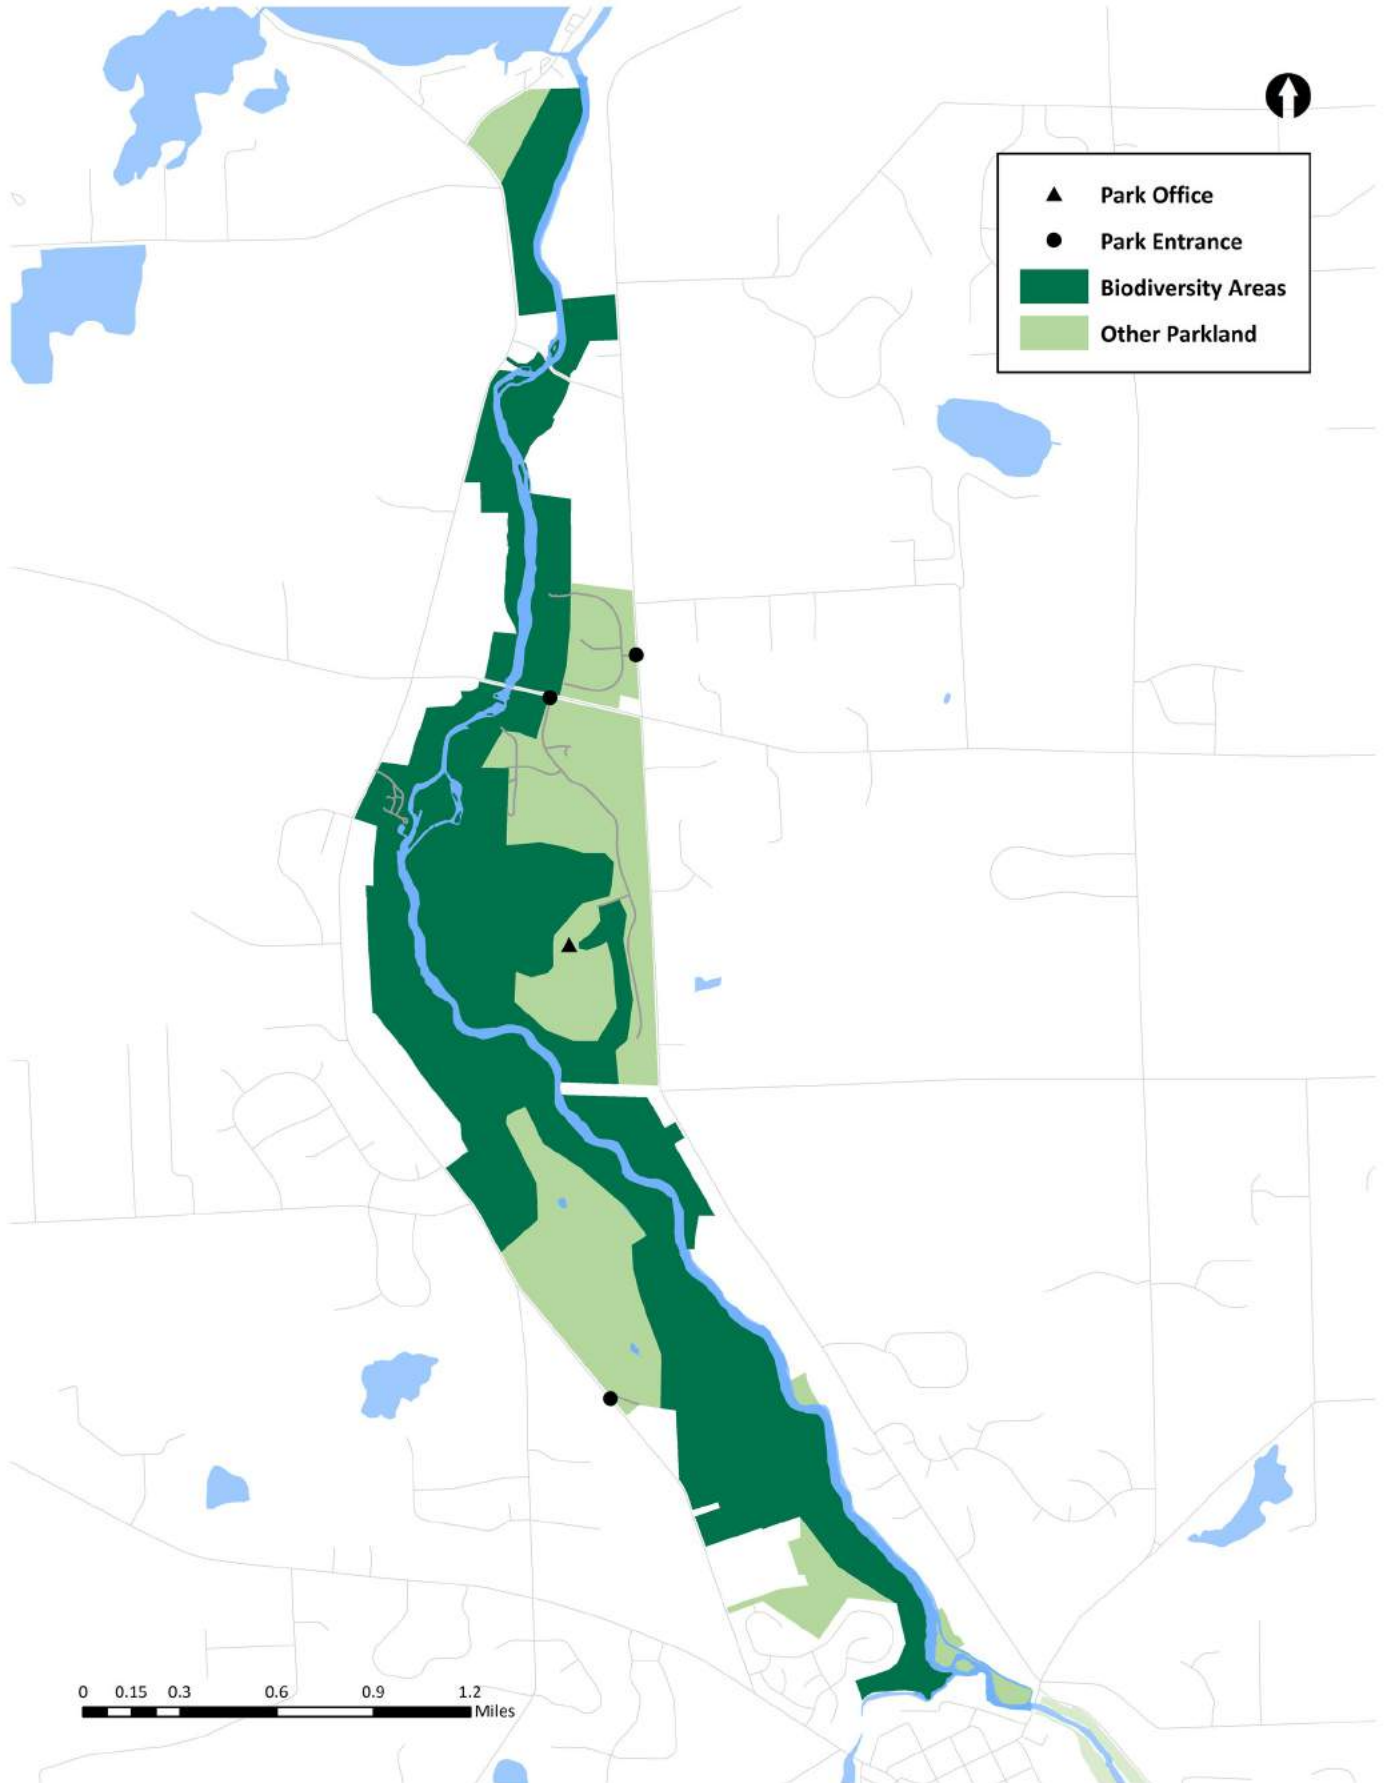 Park Office
Park Entrance
Biodiversity Areas
Other Parkland
0 0.15 0.3 0.6 0.9 1.2
Miles